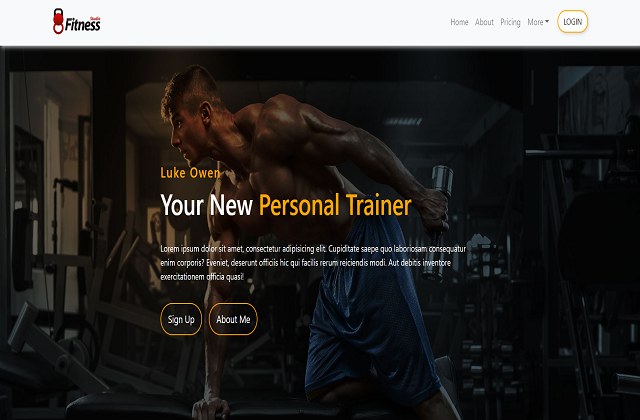 Studio
Fitness
Home About Pricing More LOGIN
Luke Owen
Your New Personal Trainer
Lorem ipsum dolor sit amet, consectetur adipisicing elit. Cupiditate saepe quo laboriosam consequatur
enim corporis? Eveniet, deserunt officiis hic qui facilis rerum reiciendis modi. Aut debitis inventore
exercitationem officia quasi!
Sign Up About Me